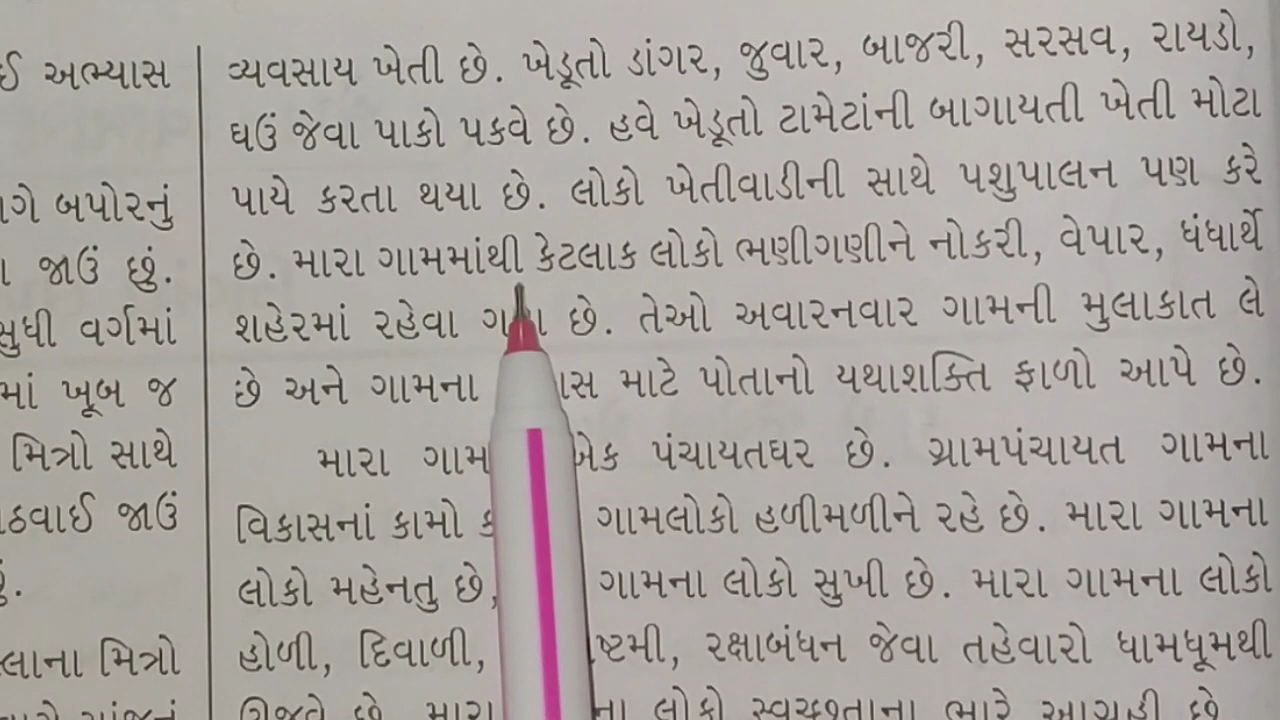 ઈ અભ્યાસ
બપોરનું
જાઉં છું.
સુધી વર્ગમાં
માં ખૂબ જ
મિત્રો સાથે
જાઉં
મિત્રો
વ્યવસાય ખેતી છે. ખેડૂતો ડાંગર, જુવાર, બાજરી, સરસવ, રાયડો,
ઘઉં જેવા પાકો પકવે છે. હવે ખેડૂતો ટામેટાંની બાગાયતી ખેતી મોટા
પાયે કરતા થયા છે. લોકો ખેતીવાડીની સાથે પશુપાલન પણ કરે
છે. મારા ગામમાંથી કેટલાક લોકો ભણીગણીને નોકરી, વેપાર, ધંધાર્થે
શહેરમાં રહેવા છે. તેઓ અવારનવાર ગામની મુલાકાત લે
છે અને ગામના માટે પોતાનો યથાશક્તિ ફાળો આપે છે.
મારા પંચાયતઘર છે. ગ્રામપંચાયત ગામના
વિકાસનાં કામો ગામલોકો હળીમળીને રહે છે. મારા ગામના
લોકો મહેનતુ છે, ગામના લોકો સુખી છે. મારા ગામના લોકો
હોળી, દિવાળી, રક્ષાબંધન જેવા તહેવારો ધામધૂમથી
લોકો